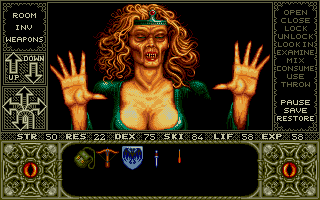 ROOM
INV
WEAPONS
UP
DOWN
OPEN
CLOSE
LOCK
UNLOCK
LOOK IN
EXAMINE
MIX
CONSUME
USE
THROW
PAUSE
SAVE
RESTORE
STR 50 RES 22 DEX 75 SKI 84 LIF 58 EXP 58